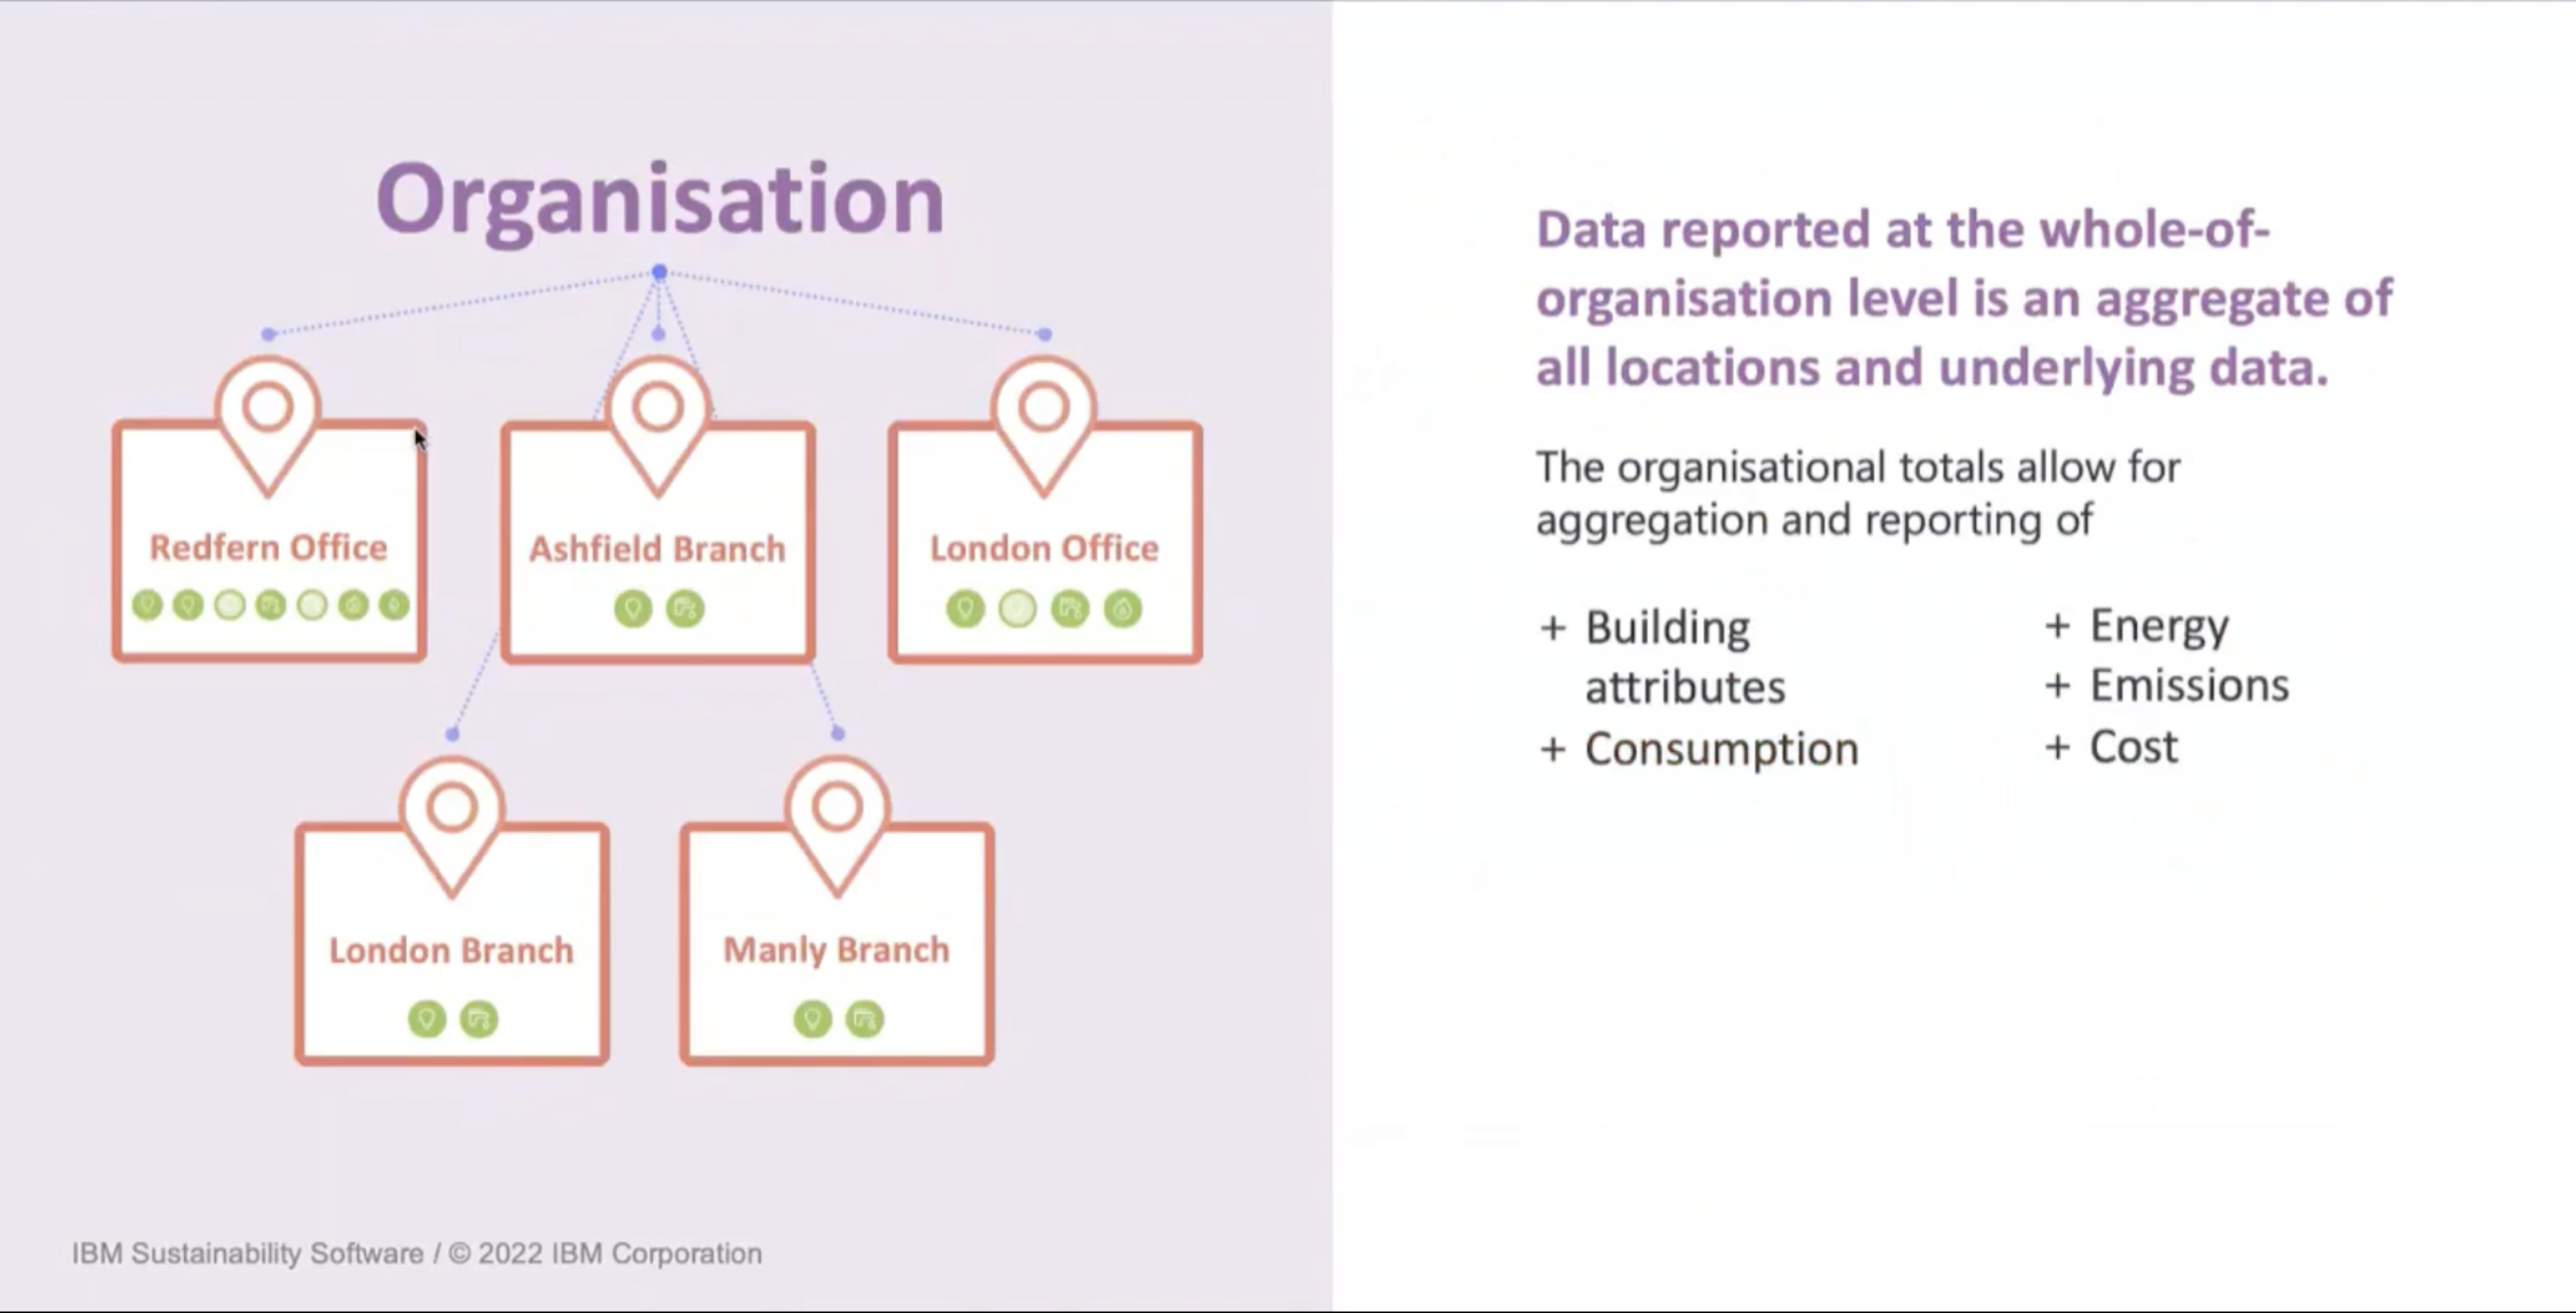 Organisation
Redfern Office
Ashfield Branch
London Office
London Branch
Manly Branch
IBM Sustainability Software / © 2022 IBM Corporation
Data reported at the whole-of-
organisation level is an aggregate of
all locations and underlying data.
The organisational totals allow for
aggregation and reporting of
+ Building
attributes
+ Consumption
+ Energy
+ Emissions
+ Cost